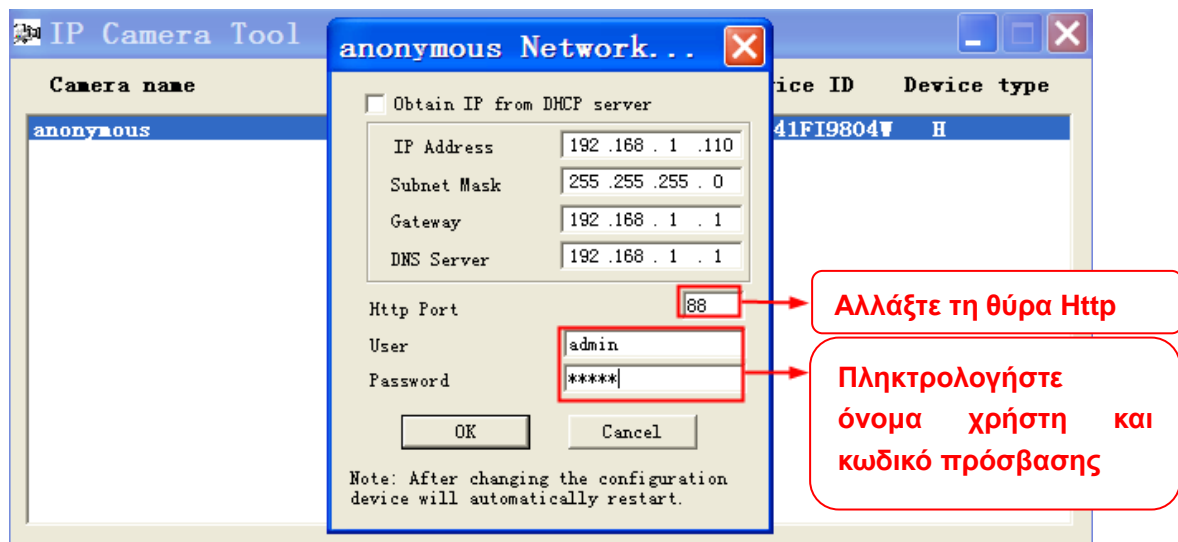 IP Camera Tool
anonymous Network...
Camera name
ice ID
Device type
anonymous
41FI9804W
H
Obtain IP from DHCP server
IP Address 192 .168 . 1 .110
Subnet Mask 255 .255 .255 . 0
Gateway 192 .168 . 1 . 1
DNS Server 192 .168 . 1 . 1
Http Port 88
Αλλάξτε τη θύρα Http
User admin
Password *****
Πληκτρολογήστε
όνομα χρήστη και
κωδικό πρόσβασης
OK Cancel
Note: After changing the configuration
device will automatically restart.